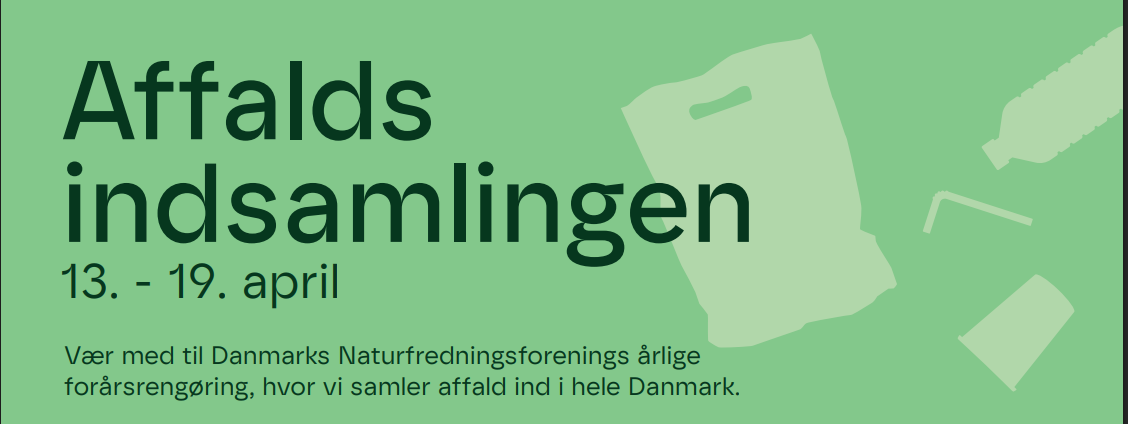 Affalds
indsamlingen
13. - 19. april
Vær med til Danmarks Naturfredningsforenings årlige
forårsrengøring, hvor vi samler affald ind i hele Danmark.